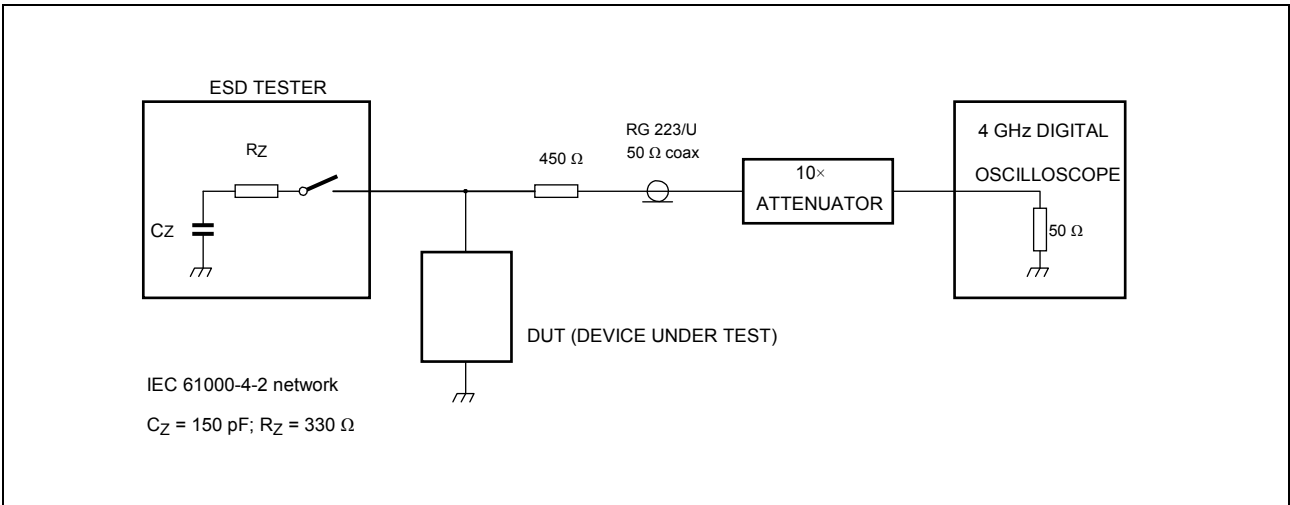 ESD TESTER
RZ
CZ
450 Ω
RG 223/U
50 Ω coax
10×
ATTENUATOR
4 GHz DIGITAL
OSCILLOSCOPE
50 Ω
DUT (DEVICE UNDER TEST)
IEC 61000-4-2 network
CZ = 150 pF; RZ = 330 Ω